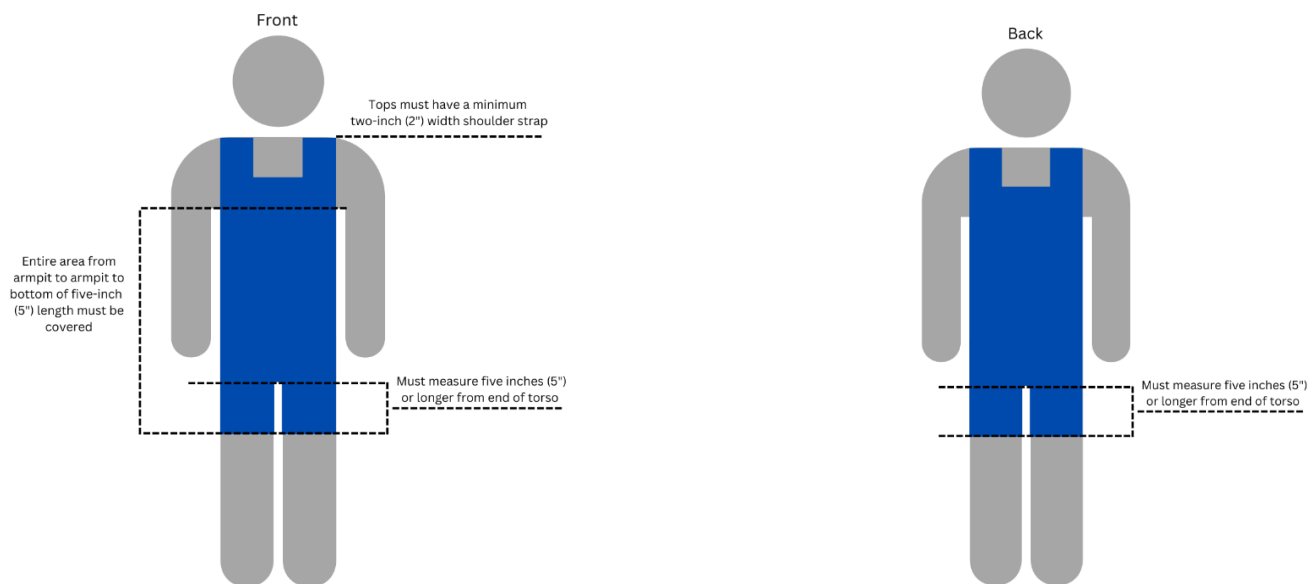 Front
Tops must have a minimum
two-inch (2") width shoulder strap
Entire area from
armpit to armpit to
bottom of five-inch
(5") length must be
covered
Must measure five inches (5")
or longer from end of torso
Back
Must measure five inches (5")
or longer from end of torso